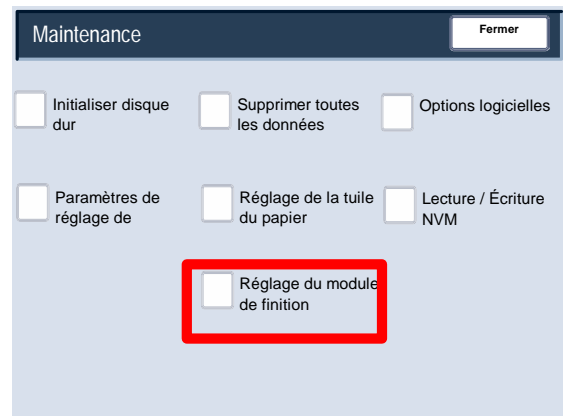 Maintenance
Fermer
Initialiser disque
dur
Supprimer toutes
les données
Options logicielles
Paramètres de
réglage de
Réglage de la tuile
du papier
Lecture / Écriture
NVM
Réglage du module
de finition